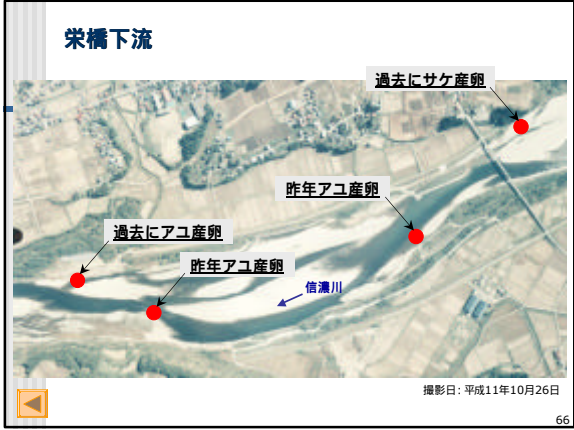 栄橋下流
過去にサケ産卵
昨年アユ産卵
過去にアユ産卵
昨年アユ産卵
信濃川
撮影日：平成11年10月26日
66